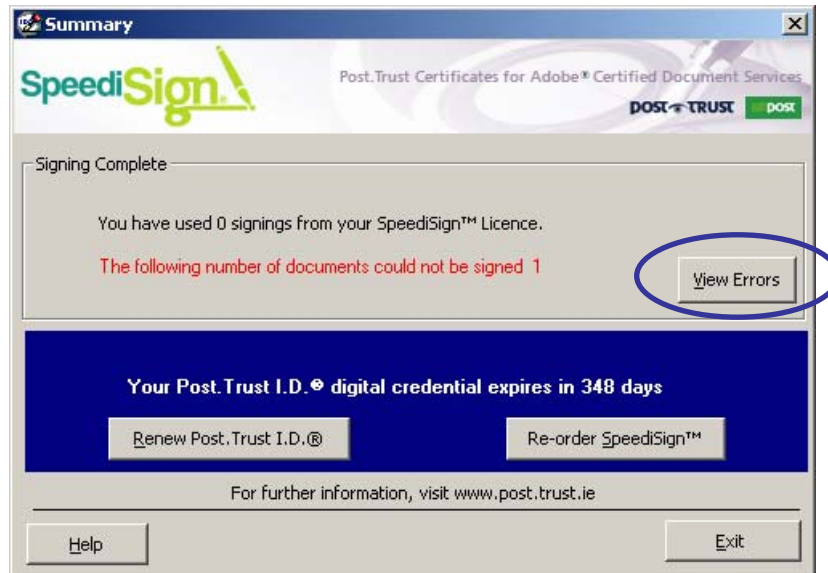 Summary
SpeediSign.
Post.Trust Certificates for Adobe® Certified Document Services
POST TRUST post
Signing Complete
You have used 0 signings from your SpeediSign™ Licence.
The following number of documents could not be signed 1
View Errors
Your Post.Trust I.D.® digital credential expires in 348 days
Renew Post.Trust I.D.®
Re-order SpeediSign™
For further information, visit www.post.trust.ie
Help
Exit